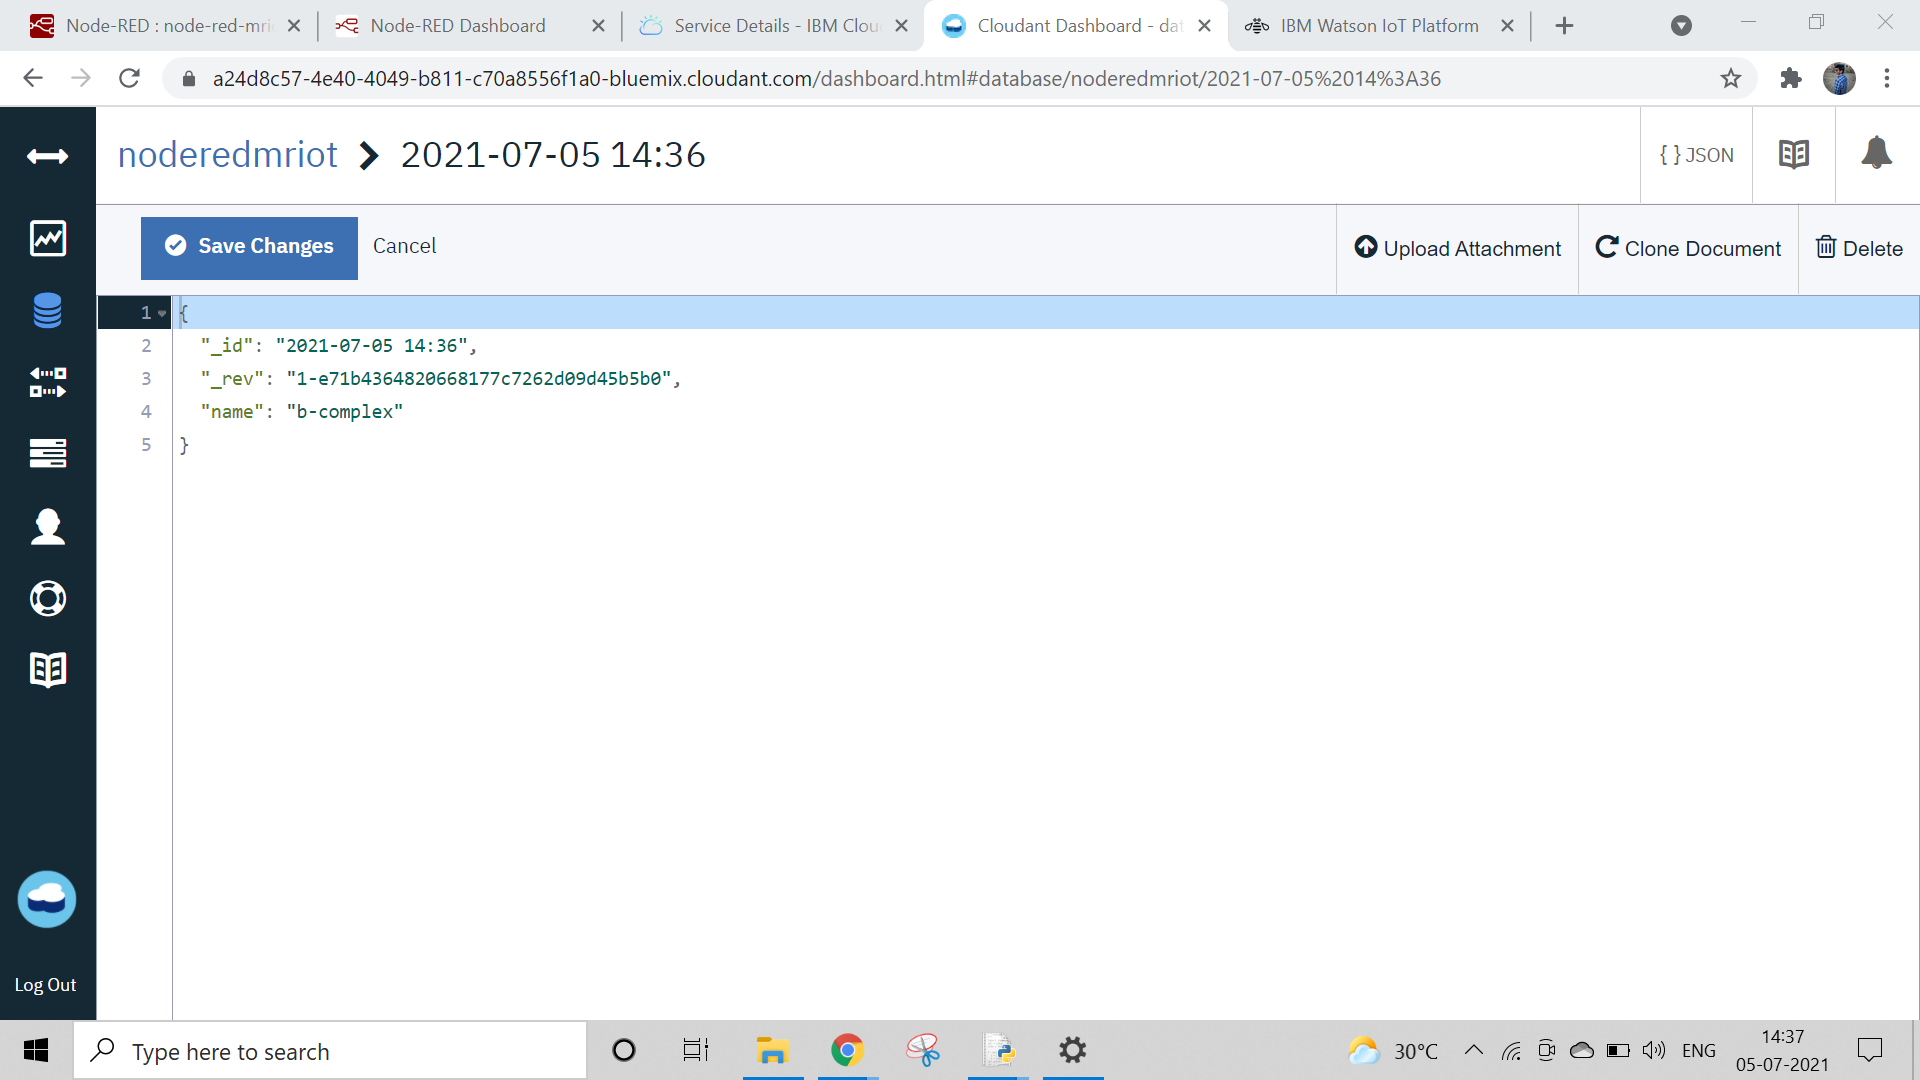 Node-RED : node-red-mri
Node-RED Dashboard
Service Details - IBM Clou
Cloudant Dashboard - dat
IBM Watson IoT Platform
a24d8c57-4e40-4049-b811-c70a8556f1a0-bluemix.cloudant.com/dashboard.html#database/noderedmriot/2021-07-05%2014%3A36
noderedmriot > 2021-07-05 14:36
{ } JSON
Save Changes
Cancel
Upload Attachment
Clone Document
Delete
1 {
2 "_id": "2021-07-05 14:36",
3 "_rev": "1-e71b4364820668177c7262d09d45b5b0",
4 "name": "b-complex"
5 }
Log Out
Type here to search
30°C
ENG
14:37
05-07-2021